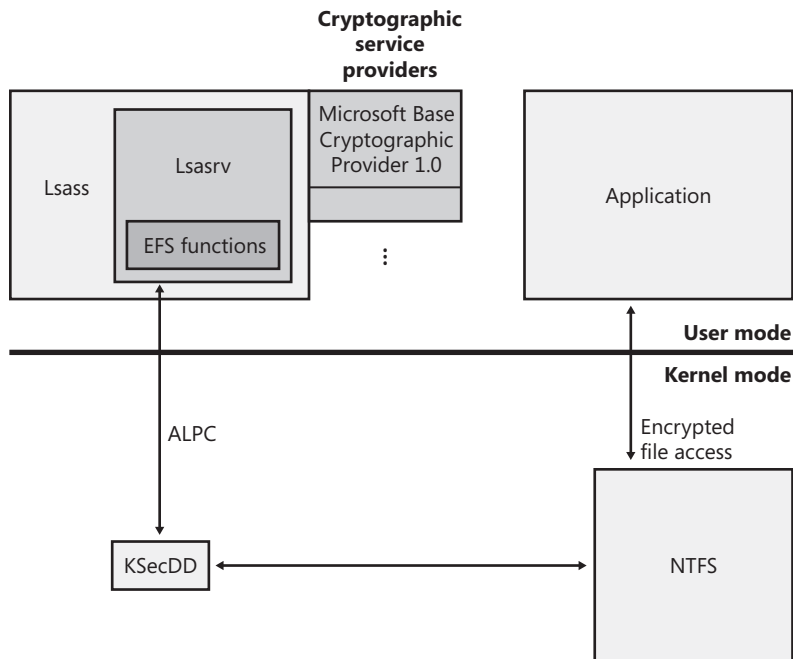 Cryptographic
service
providers
Microsoft Base
Cryptographic
Provider 1.0
Lsass
Lsasrv
EFS functions
⋮
Application
User mode
Kernel mode
ALPC
Encrypted
file access
KSecDD
NTFS